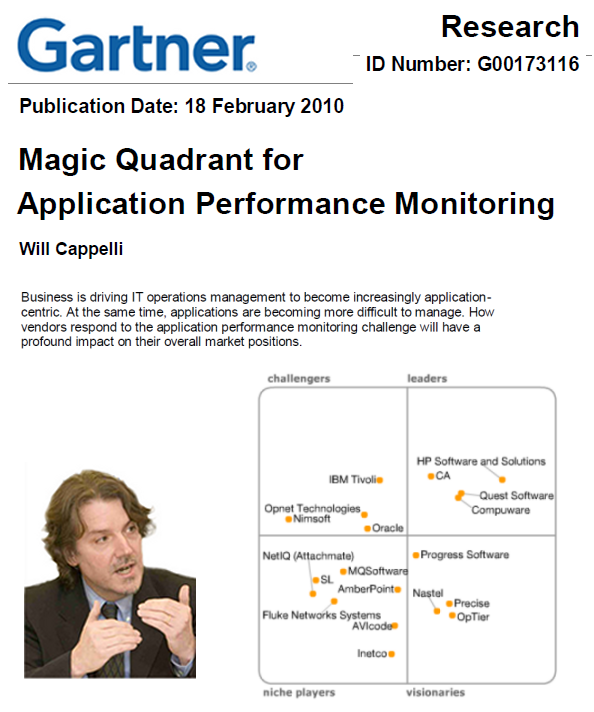 Gartner®
Research
ID Number: G00173116
Publication Date: 18 February 2010
Magic Quadrant for
Application Performance Monitoring
Will Cappelli
Business is driving IT operations management to become increasingly application-
centric. At the same time, applications are becoming more difficult to manage. How
vendors respond to the application performance monitoring challenge will have a
profound impact on their overall market positions.
challengers
leaders
HP Software and Solutions
IBM Tivoli
CA
Quest Software
Compuware
Opnet Technologies
Nimsoft
Oracle
NetIQ (Attachmate)
Progress Software
MQSoftware
SL
AmberPoint
Nastel
Precise
Fluke Networks Systems
OpTier
AVIcode
Inetco
niche players
visionaries